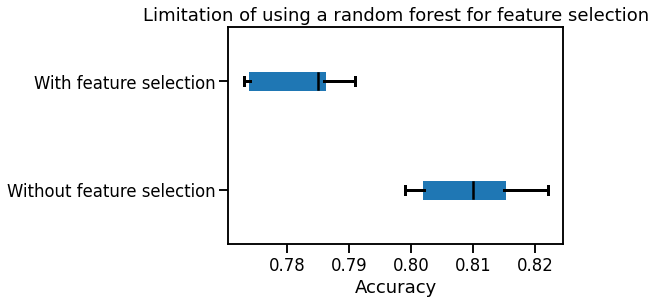 Limitation of using a random forest for feature selection
With feature selection
Without feature selection
0.78 0.79 0.80 0.81 0.82
Accuracy